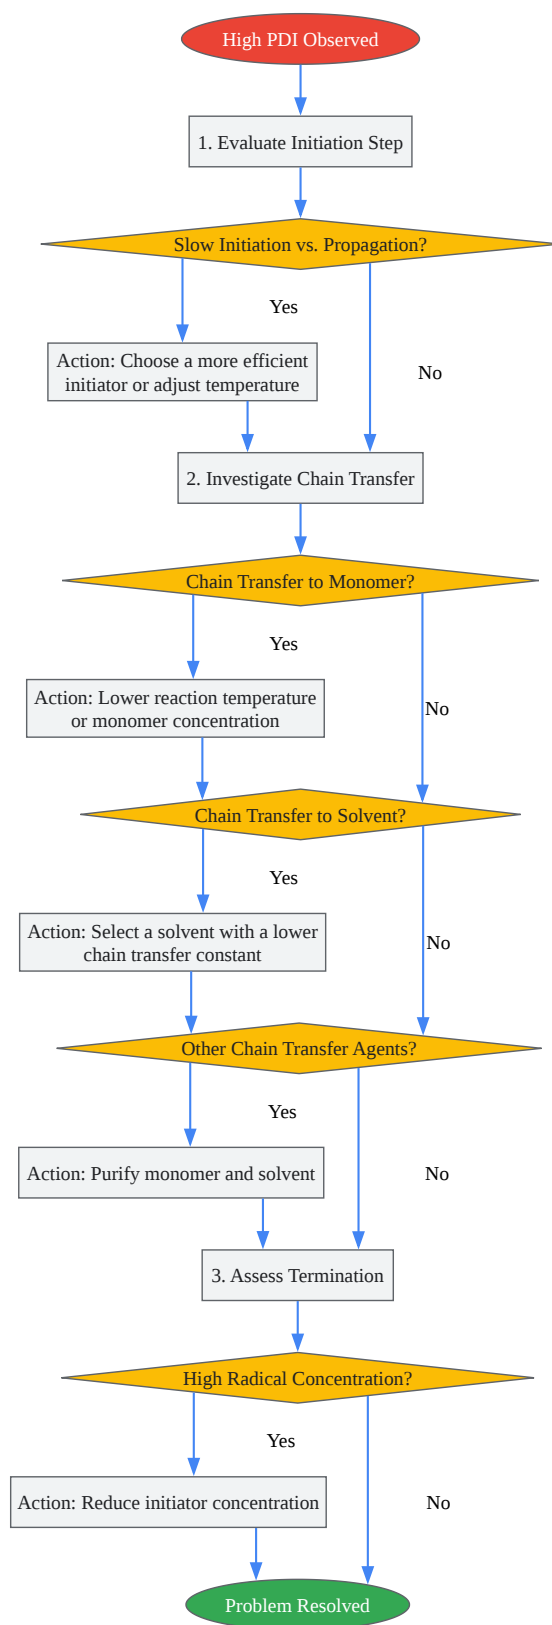 High PDI Observed
1. Evaluate Initiation Step
Slow Initiation vs. Propagation?
Yes
Action: Choose a more efficient
initiator or adjust temperature
No
2. Investigate Chain Transfer
Chain Transfer to Monomer?
Yes
Action: Lower reaction temperature
or monomer concentration
No
Chain Transfer to Solvent?
Yes
Action: Select a solvent with a lower
chain transfer constant
No
Other Chain Transfer Agents?
Yes
Action: Purify monomer and solvent
No
3. Assess Termination
High Radical Concentration?
Yes
Action: Reduce initiator concentration
No
Problem Resolved